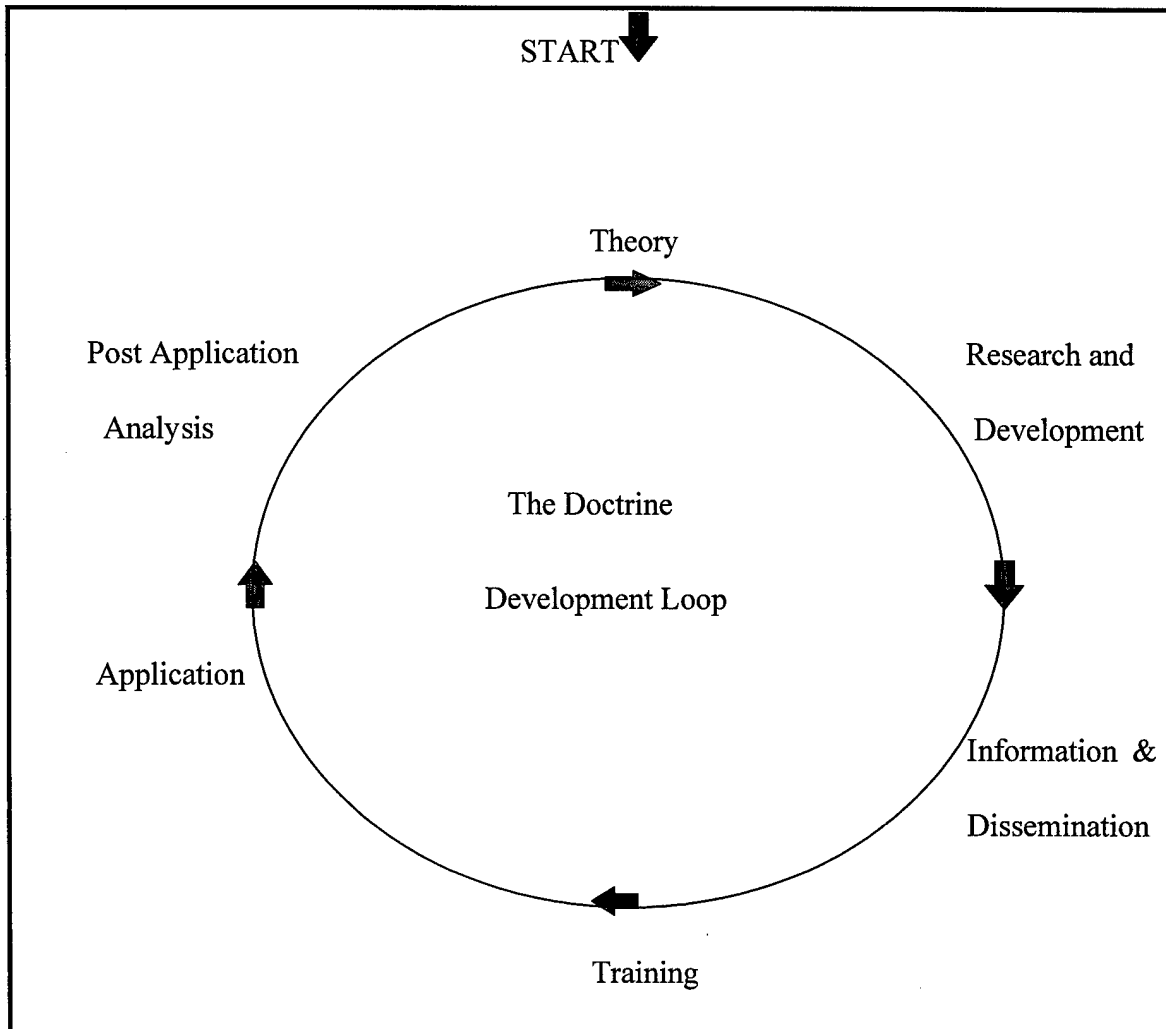 START
Theory
Post Application
Analysis
Research and
Development
The Doctrine
Development Loop
Application
Information &
Dissemination
Training